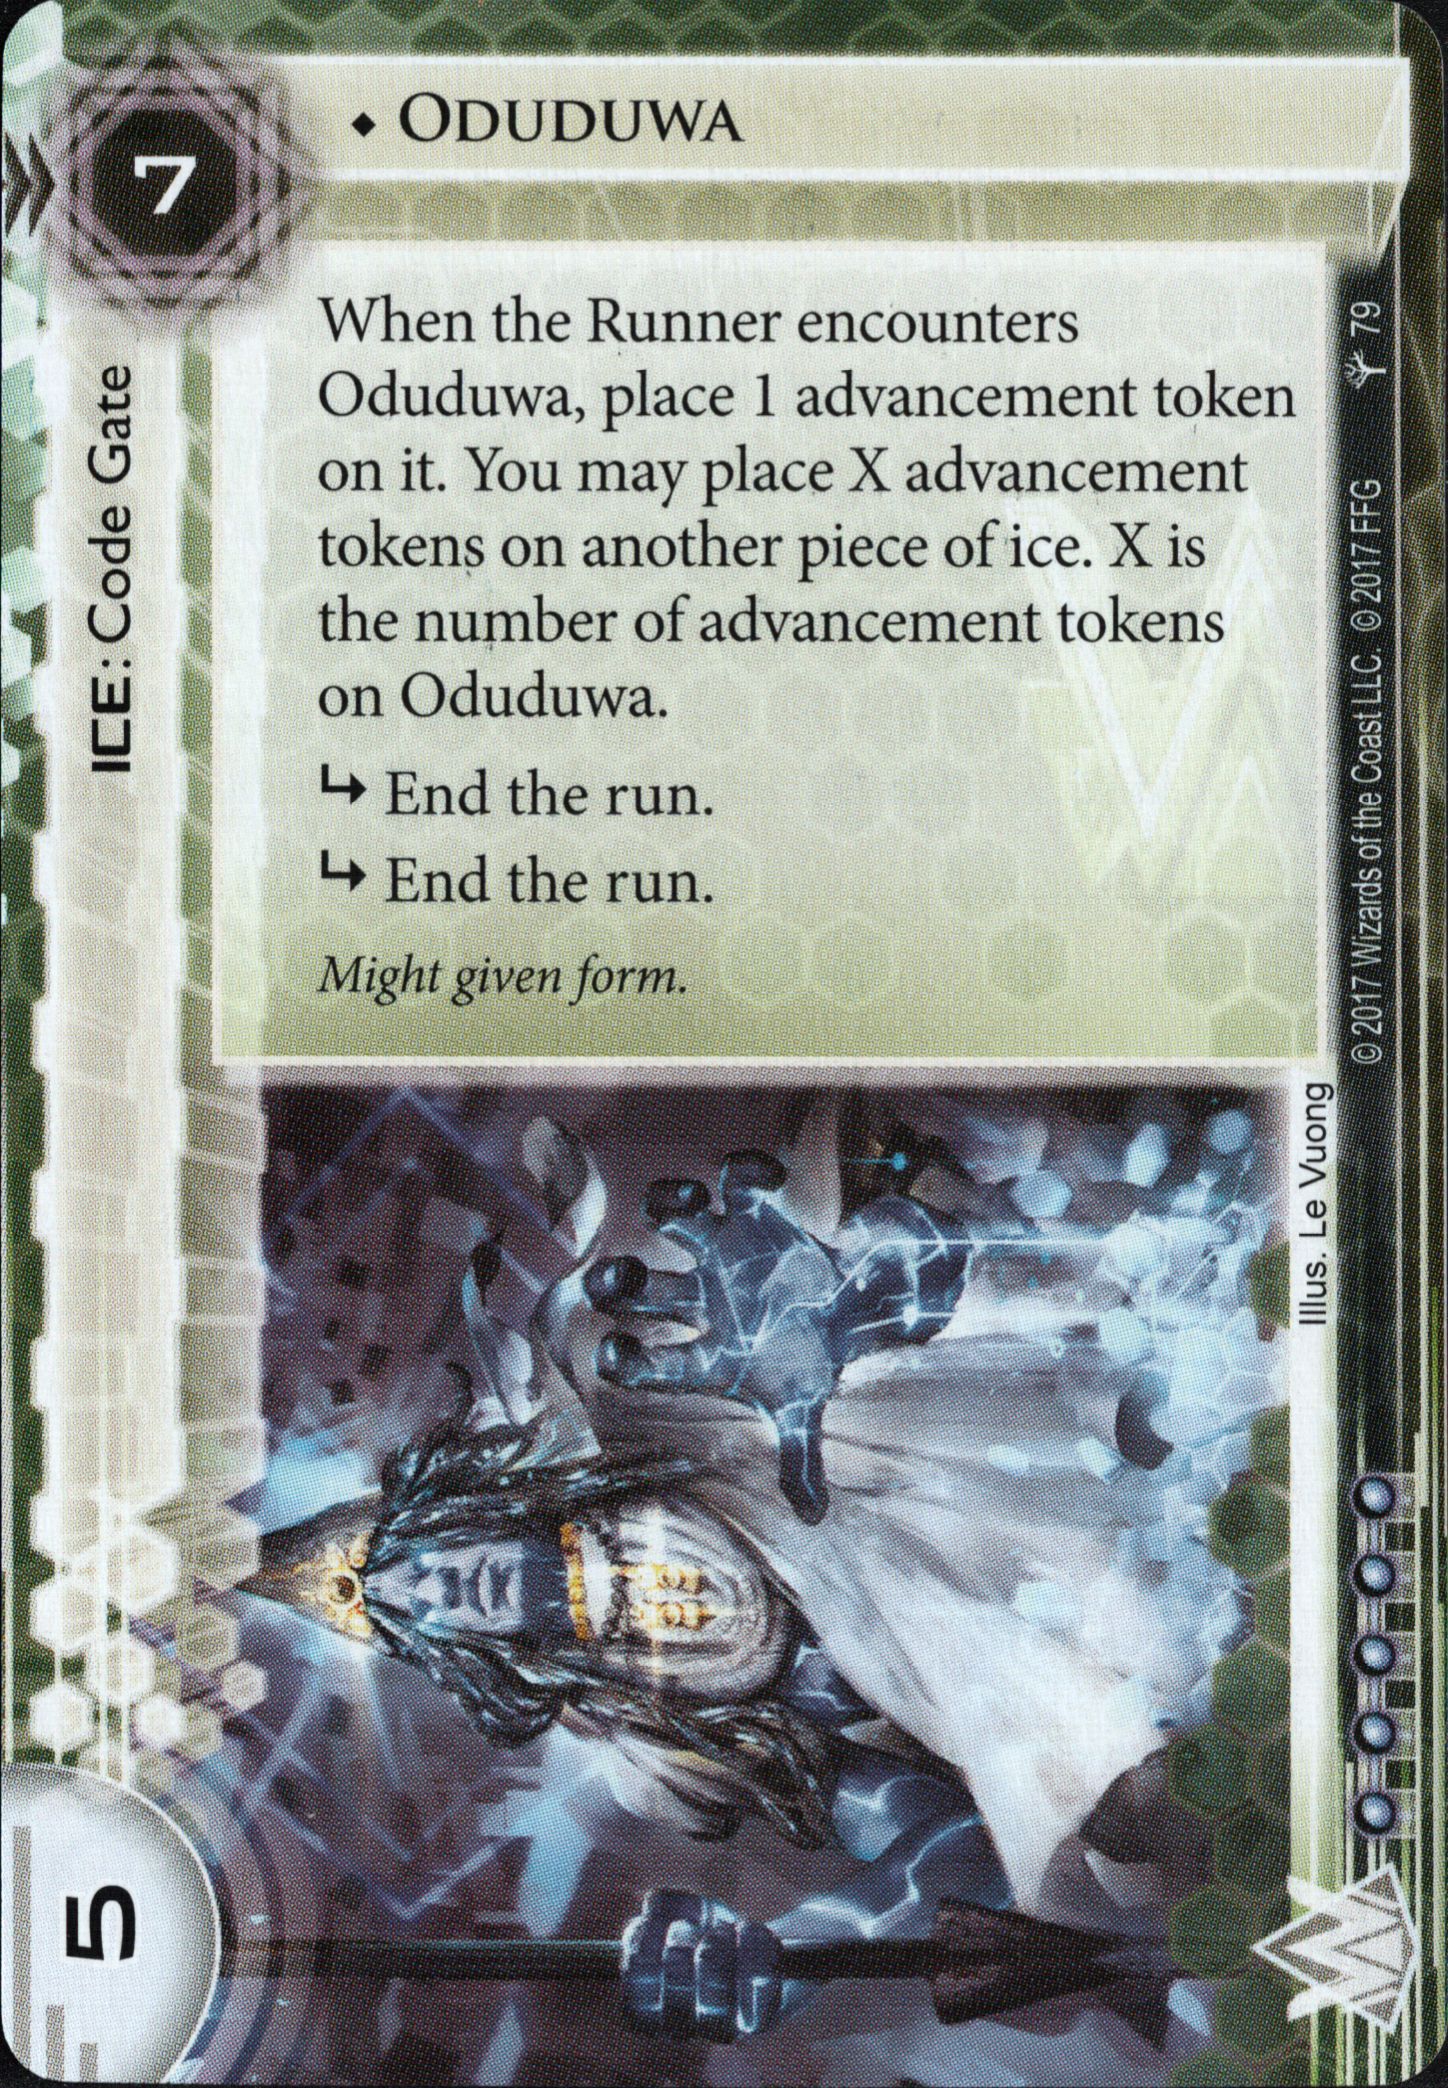 7
◆ ODUDUWA
ICE: Code Gate
When the Runner encounters
Oduduwa, place 1 advancement token
on it. You may place X advancement
tokens on another piece of ice. X is
the number of advancement tokens
on Oduduwa.
↳ End the run.
↳ End the run.
Might given form.
5
Illus. Le Vuong
© 2017 Wizards of the Coast LLC. © 2017 FFG 79